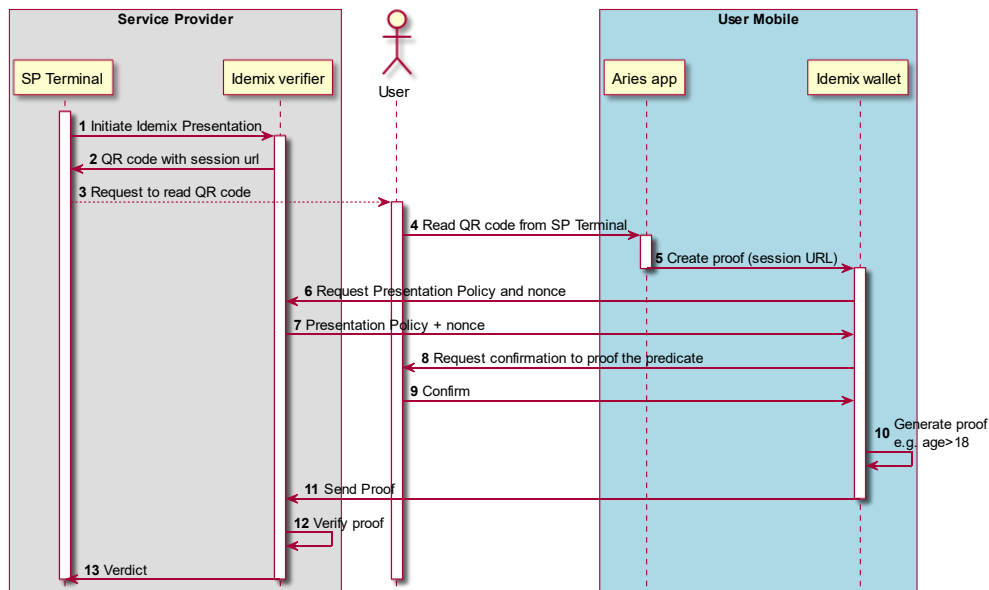 Service Provider
User Mobile
SP Terminal
Idemix verifier
User
Aries app
Idemix wallet
1 Initiate Idemix Presentation
2 QR code with session url
3 Request to read QR code
4 Read QR code from SP Terminal
5 Create proof (session URL)
6 Request Presentation Policy and nonce
7 Presentation Policy + nonce
8 Request confirmation to proof the predicate
9 Confirm
10 Generate proof
e.g. age>18
11 Send Proof
12 Verify proof
13 Verdict